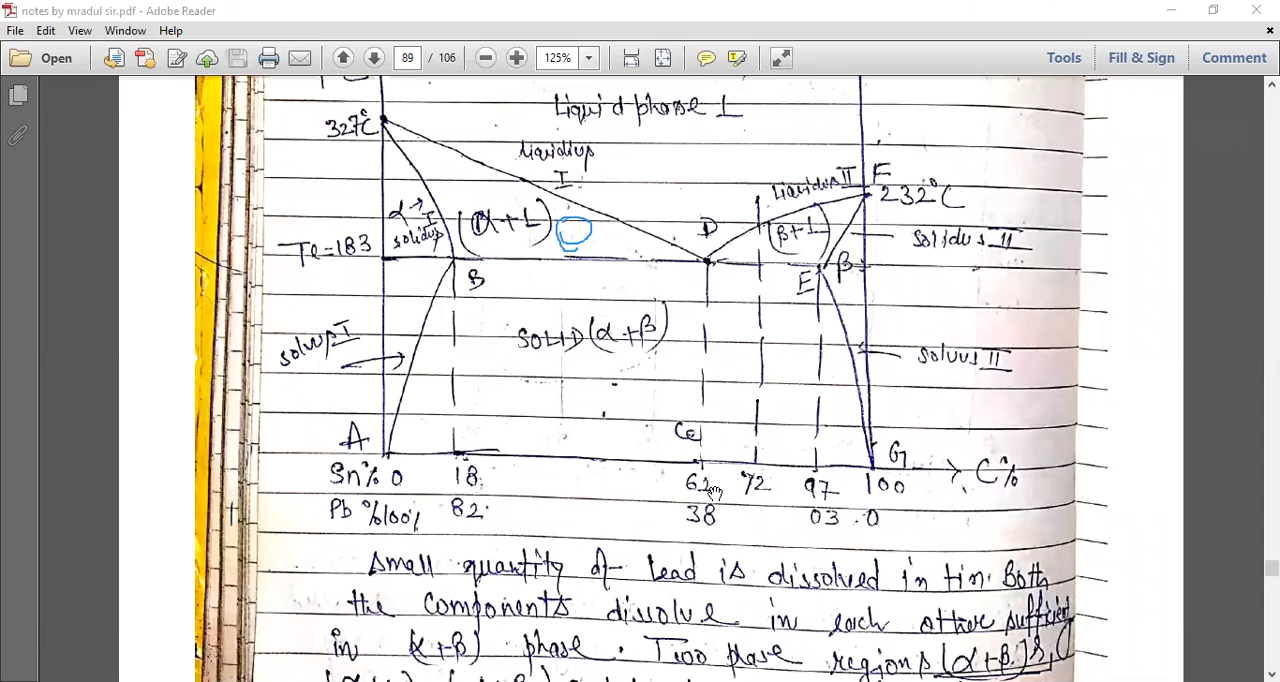 notes by mradul sir.pdf - Adobe Reader
File Edit View Window Help
Open 89 / 106 125% Tools Fill & Sign Comment
Liquid phase L
327°C
liquidius
I
liquidus II F
232°C
D
α → I
solidus
(α+L)
(β+L)
solidus II
Te=183
B
E
β
SOLID (α+β)
solvus I
solvus II
Ce
A
G
C%
Sn% 0 18 62 72 97 100
Pb %100% 82 38 03 0
Small quantity of Lead is dissolved in tin. Both
the components dissolve in each other sufficient
in (α+β) phase. Two phase regions (α+β)